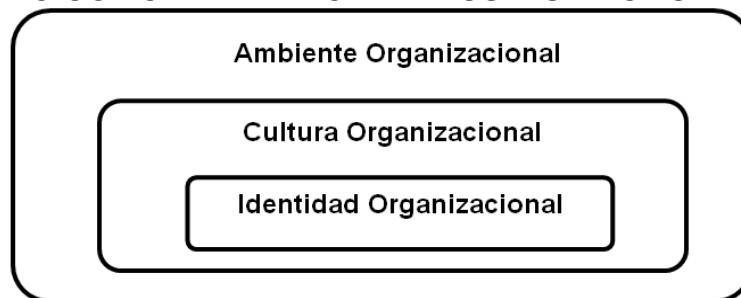 Ambiente Organizacional
Cultura Organizacional
Identidad Organizacional